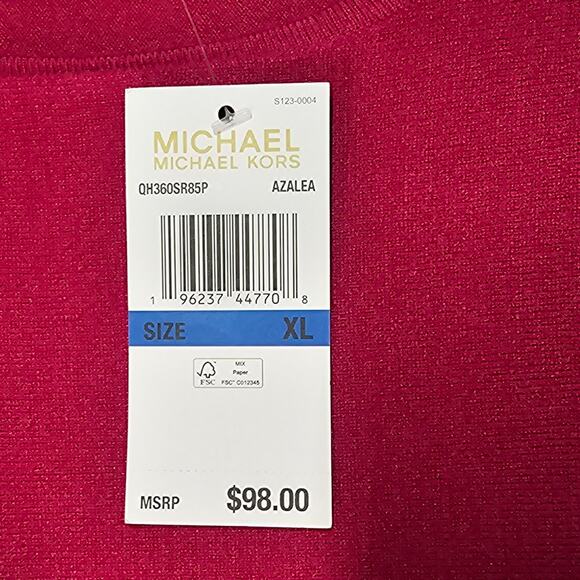 S123-0004
MICHAEL
MICHAEL KORS
QH360SR85P AZALEA
1 96237 44770 8
SIZE XL
MIX
Paper
FSC FSC™ C012345
MSRP $98.00